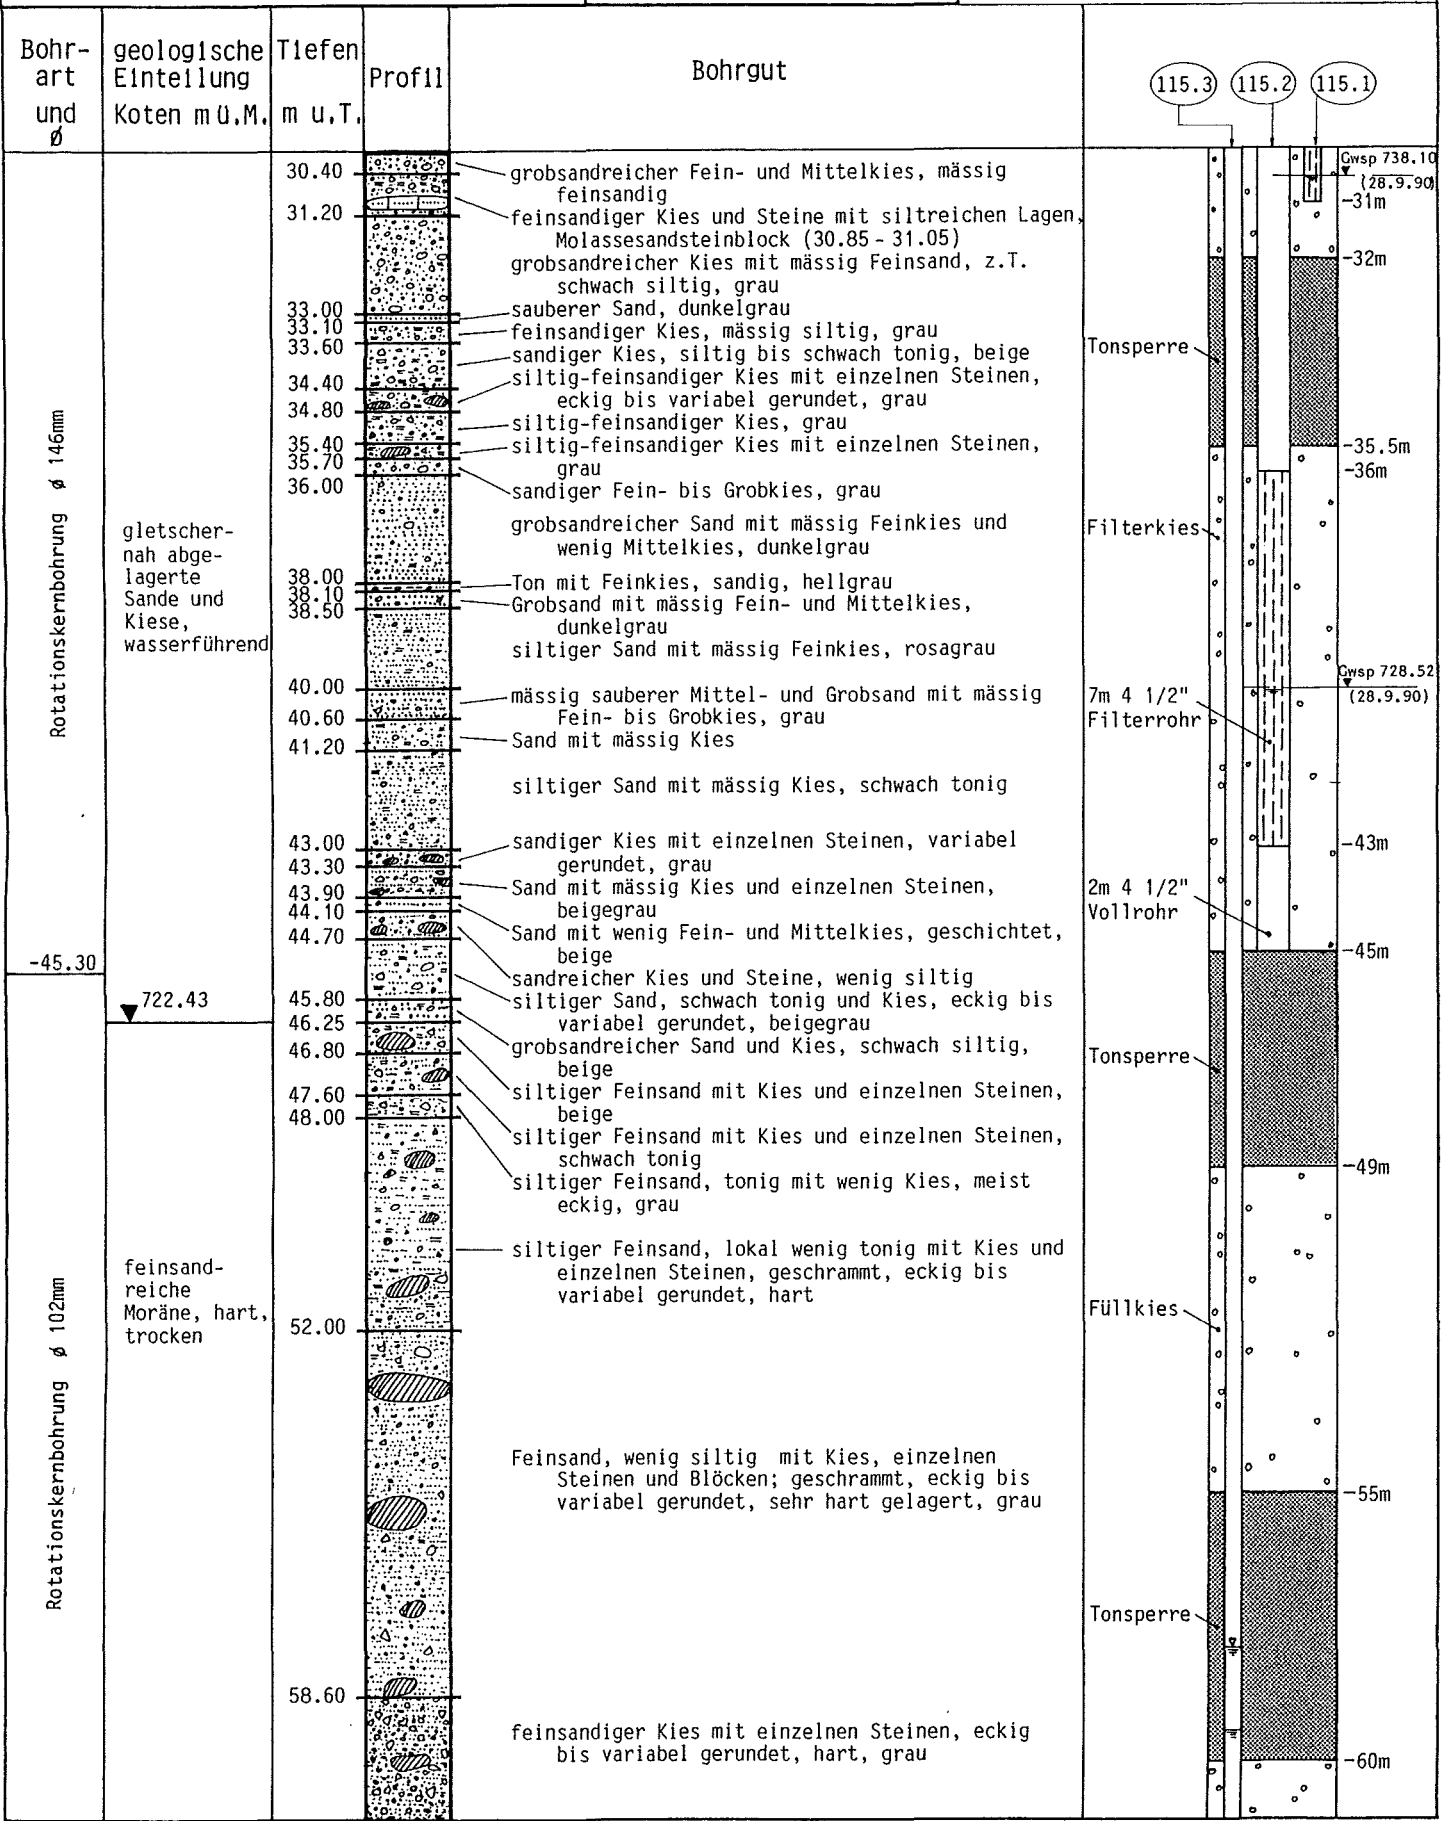 Bohr-
art
und
ø
geologische
Einteilung
Koten m ü.M.
Tiefen
m u.T.
Profil
Bohrgut
115.3
115.2
115.1
Rotationskernbohrung ø 146mm
-45.30
Rotationskernbohrung ø 102mm
gletscher-
nah abge-
lagerte
Sande und
Kiese,
wasserführend
722.43
feinsand-
reiche
Moräne, hart,
trocken
30.40
31.20
33.00
33.10
33.60
34.40
34.80
35.40
35.70
36.00
38.00
38.10
38.50
40.00
40.60
41.20
43.00
43.30
43.90
44.10
44.70
45.80
46.25
46.80
47.60
48.00
52.00
58.60
grobsandreicher Fein- und Mittelkies, mässig
feinsandig
feinsandiger Kies und Steine mit siltreichen Lagen,
Molassesandsteinblock (30.85 - 31.05)
grobsandreicher Kies mit mässig Feinsand, z.T.
schwach siltig, grau
sauberer Sand, dunkelgrau
feinsandiger Kies, mässig siltig, grau
sandiger Kies, siltig bis schwach tonig, beige
siltig-feinsandiger Kies mit einzelnen Steinen,
eckig bis variabel gerundet, grau
siltig-feinsandiger Kies, grau
siltig-feinsandiger Kies mit einzelnen Steinen,
grau
sandiger Fein- bis Grobkies, grau
grobsandreicher Sand mit mässig Feinkies und
wenig Mittelkies, dunkelgrau
Ton mit Feinkies, sandig, hellgrau
Grobsand mit mässig Fein- und Mittelkies,
dunkelgrau
siltiger Sand mit mässig Feinkies, rosagrau
mässig sauberer Mittel- und Grobsand mit mässig
Fein- bis Grobkies, grau
Sand mit mässig Kies
siltiger Sand mit mässig Kies, schwach tonig
sandiger Kies mit einzelnen Steinen, variabel
gerundet, grau
Sand mit mässig Kies und einzelnen Steinen,
beigegrau
Sand mit wenig Fein- und Mittelkies, geschichtet,
beige
sandreicher Kies und Steine, wenig siltig
siltiger Sand, schwach tonig und Kies, eckig bis
variabel gerundet, beigegrau
grobsandreicher Sand und Kies, schwach siltig,
beige
siltiger Feinsand mit Kies und einzelnen Steinen,
beige
siltiger Feinsand mit Kies und einzelnen Steinen,
schwach tonig
siltiger Feinsand, tonig mit wenig Kies, meist
eckig, grau
siltiger Feinsand, lokal wenig tonig mit Kies und
einzelnen Steinen, geschrammt, eckig bis
variabel gerundet, hart
Feinsand, wenig siltig mit Kies, einzelnen
Steinen und Blöcken; geschrammt, eckig bis
variabel gerundet, sehr hart gelagert, grau
feinsandiger Kies mit einzelnen Steinen, eckig
bis variabel gerundet, hart, grau
Tonsperre
Filterkies
7m 4 1/2"
Filterrohr
2m 4 1/2"
Vollrohr
Tonsperre
Füllkies
Tonsperre
Gwsp 738.10
(28.9.90)
-31m
-32m
-35.5m
-36m
Gwsp 728.52
(28.9.90)
-43m
-45m
-49m
-55m
-60m